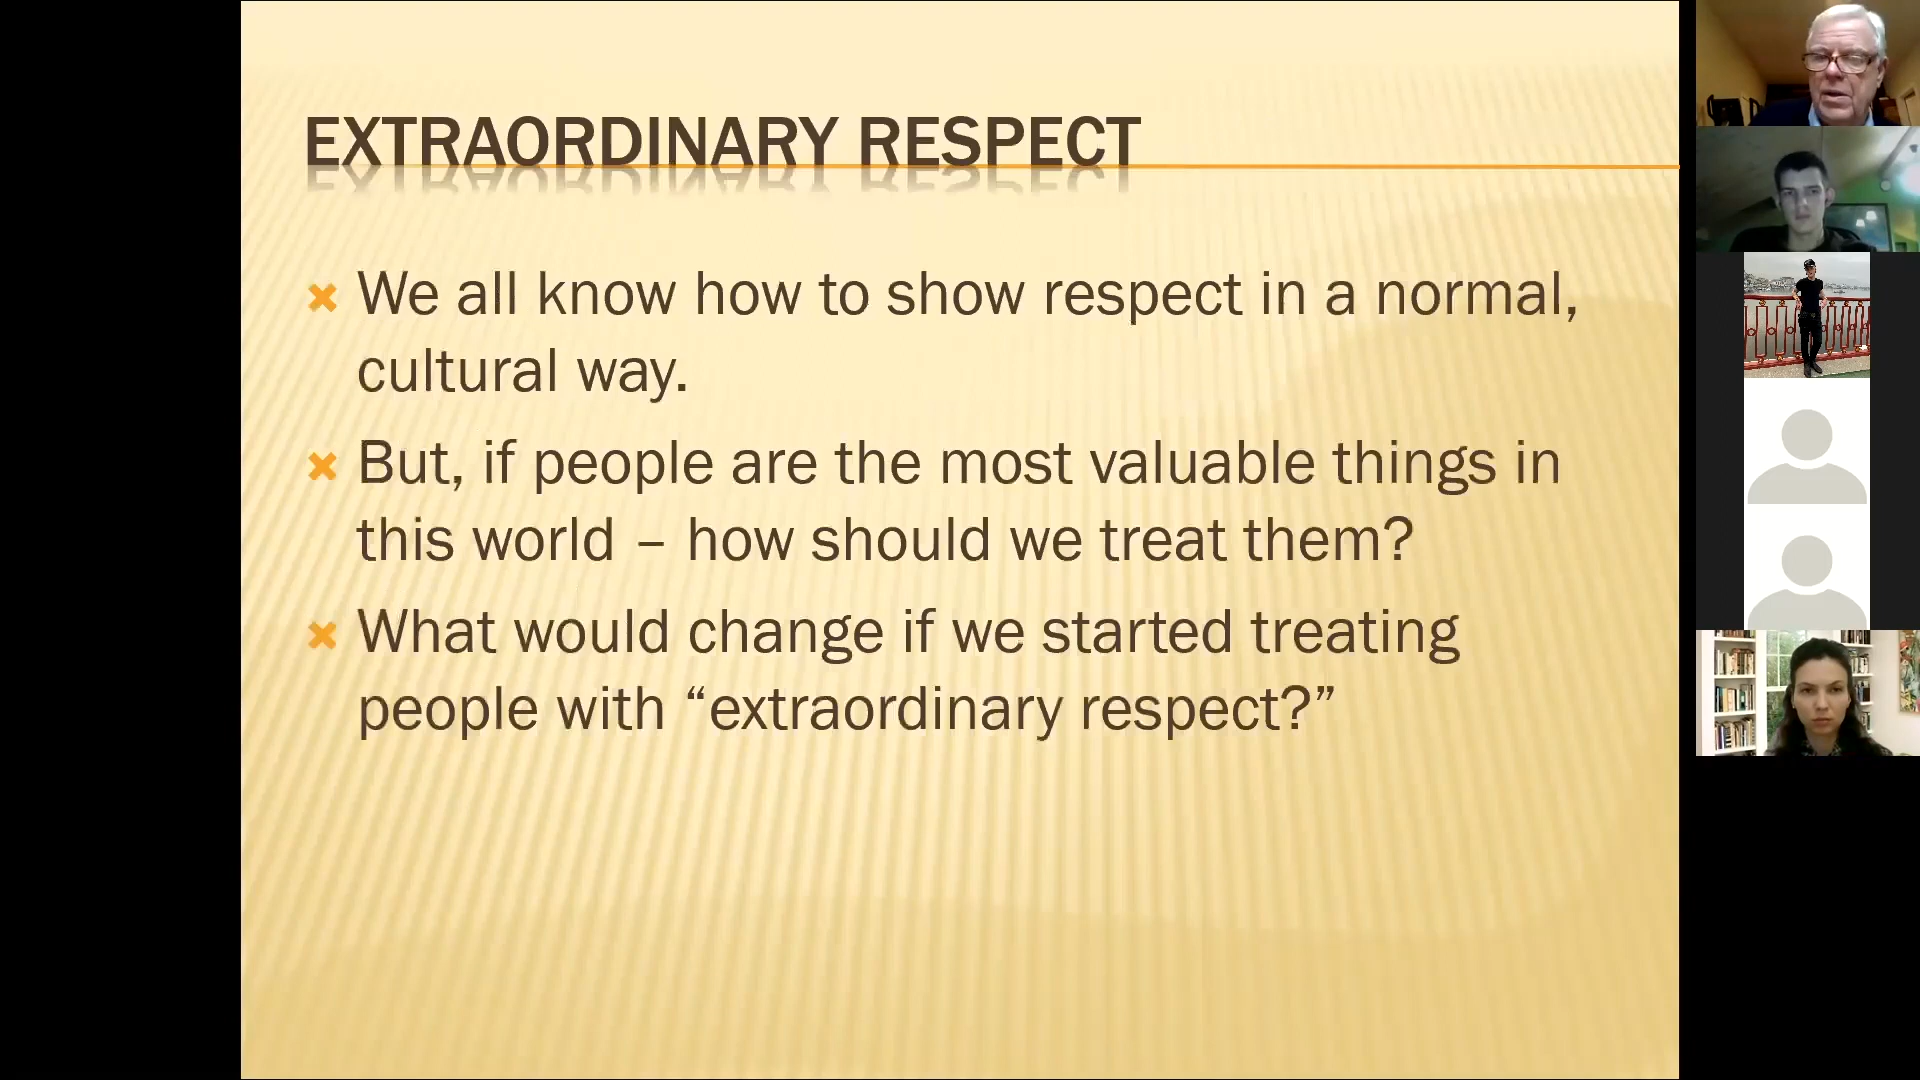 EXTRAORDINARY RESPECT
We all know how to show respect in a normal,
cultural way.
But, if people are the most valuable things in
this world – how should we treat them?
What would change if we started treating
people with “extraordinary respect?”